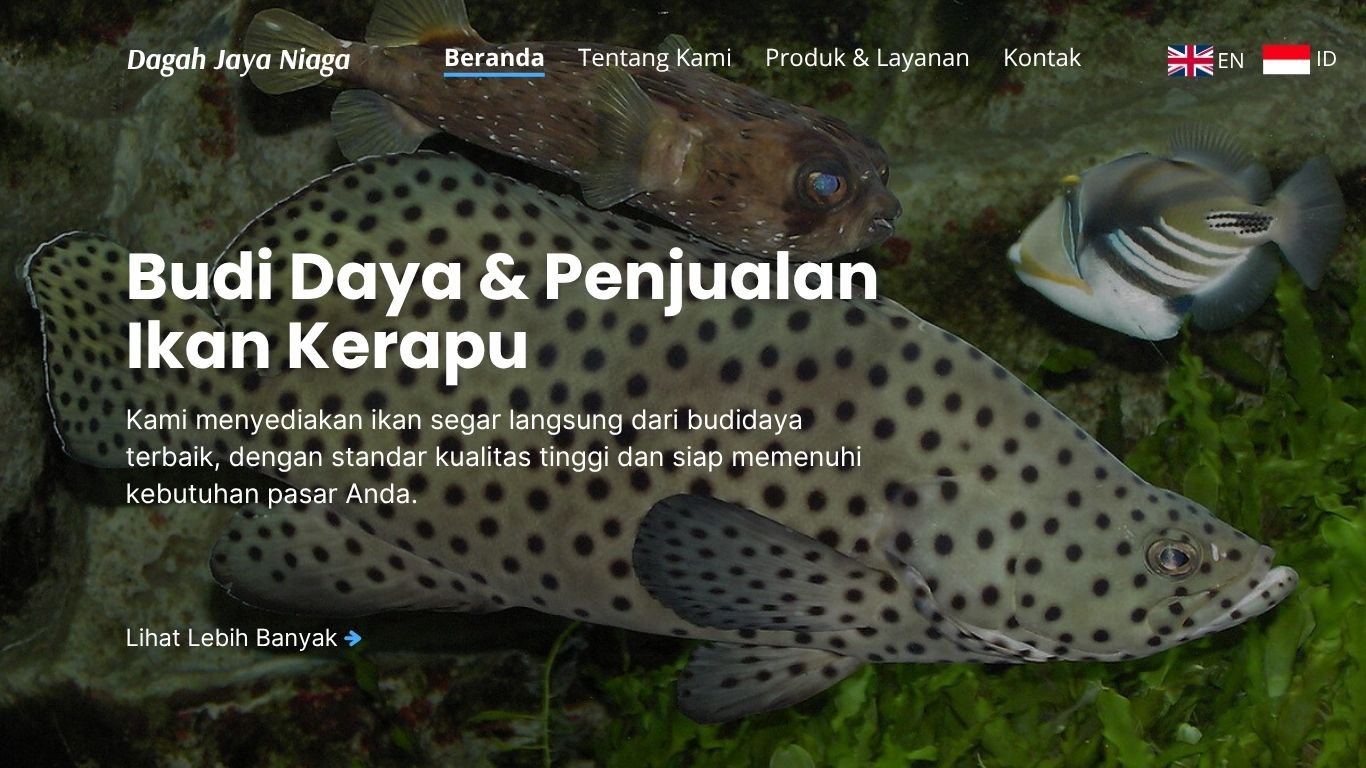 Dagah Jaya Niaga
Beranda
Tentang Kami
Produk & Layanan
Kontak
EN
ID
Budi Daya & Penjualan
Ikan Kerapu
Kami menyediakan ikan segar langsung dari budidaya
terbaik, dengan standar kualitas tinggi dan siap memenuhi
kebutuhan pasar Anda.
Lihat Lebih Banyak